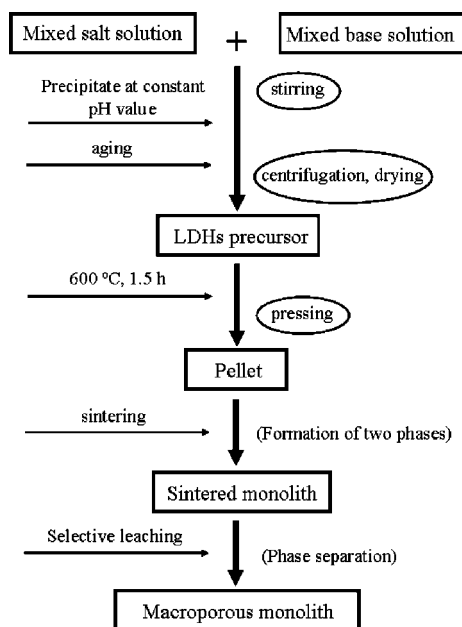 Mixed salt solution + Mixed base solution
Precipitate at constant
pH value
stirring
aging
centrifugation, drying
LDHs precursor
600 °C, 1.5 h
pressing
Pellet
sintering
(Formation of two phases)
Sintered monolith
Selective leaching
(Phase separation)
Macroporous monolith